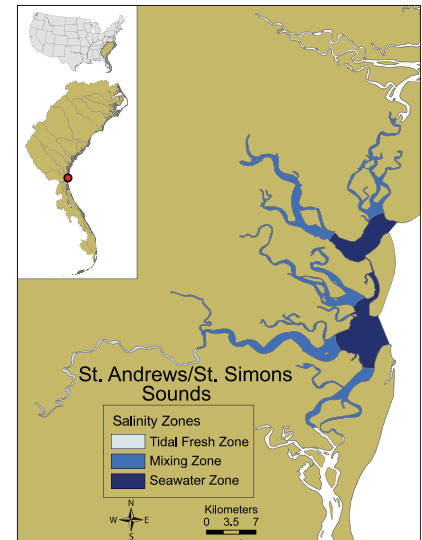 St. Andrews/St. Simons
Sounds
Salinity Zones
Tidal Fresh Zone
Mixing Zone
Seawater Zone
N
W E
S
Kilometers
0 3.5 7